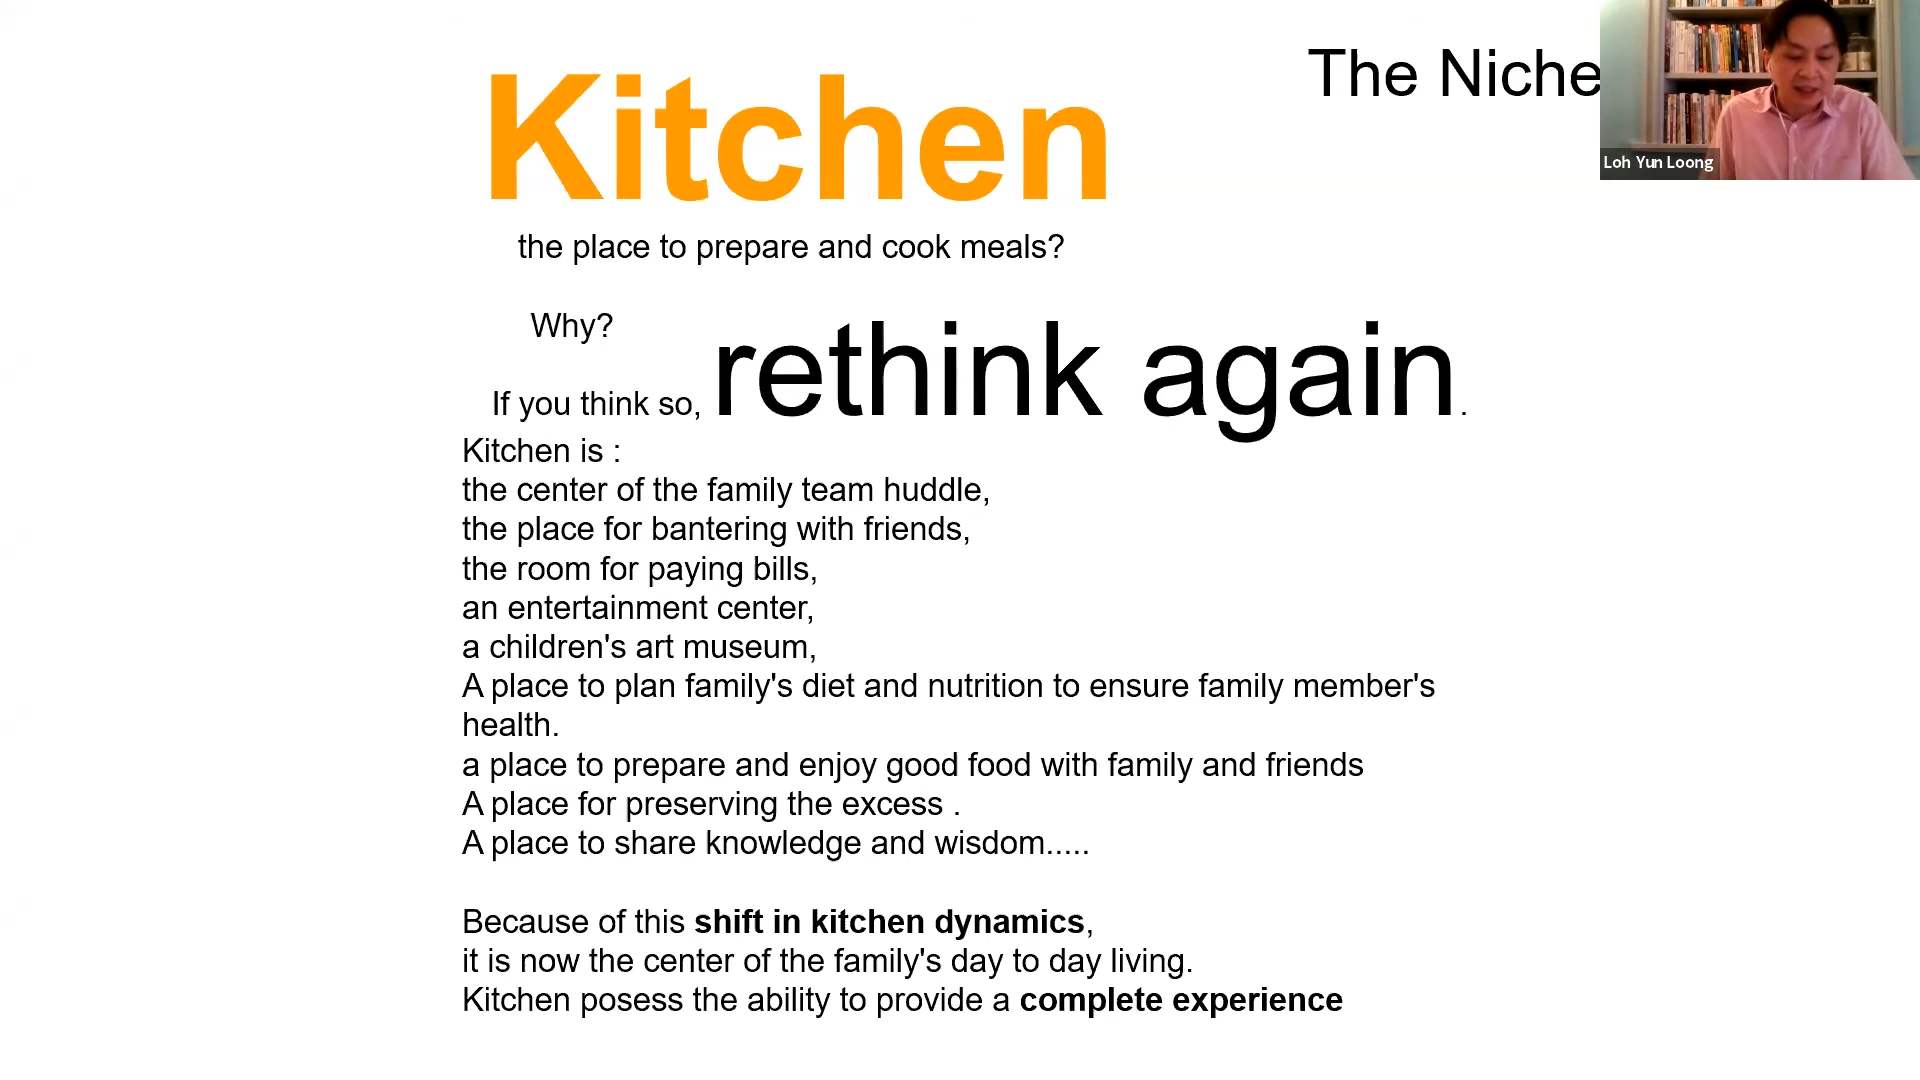 The Niche
Kitchen
Loh Yun Loong
the place to prepare and cook meals?
Why?
If you think so, rethink again.
Kitchen is :
the center of the family team huddle,
the place for bantering with friends,
the room for paying bills,
an entertainment center,
a children's art museum,
A place to plan family's diet and nutrition to ensure family member's
health.
a place to prepare and enjoy good food with family and friends
A place for preserving the excess .
A place to share knowledge and wisdom.....
Because of this shift in kitchen dynamics,
it is now the center of the family's day to day living.
Kitchen posess the ability to provide a complete experience